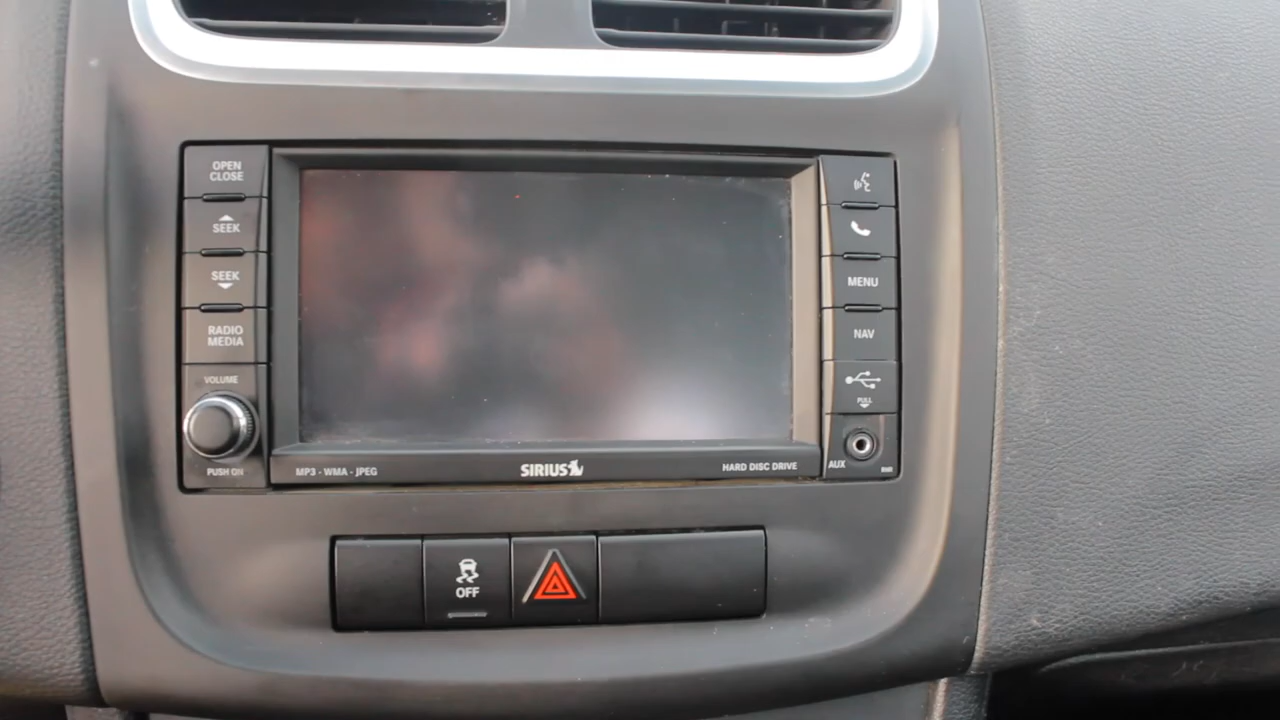 OPEN
CLOSE
SEEK
SEEK
RADIO
MEDIA
VOLUME
PUSH ON
MP3 - WMA - JPEG
SIRIUS
HARD DISC DRIVE
MENU
NAV
PULL
AUX
OFF